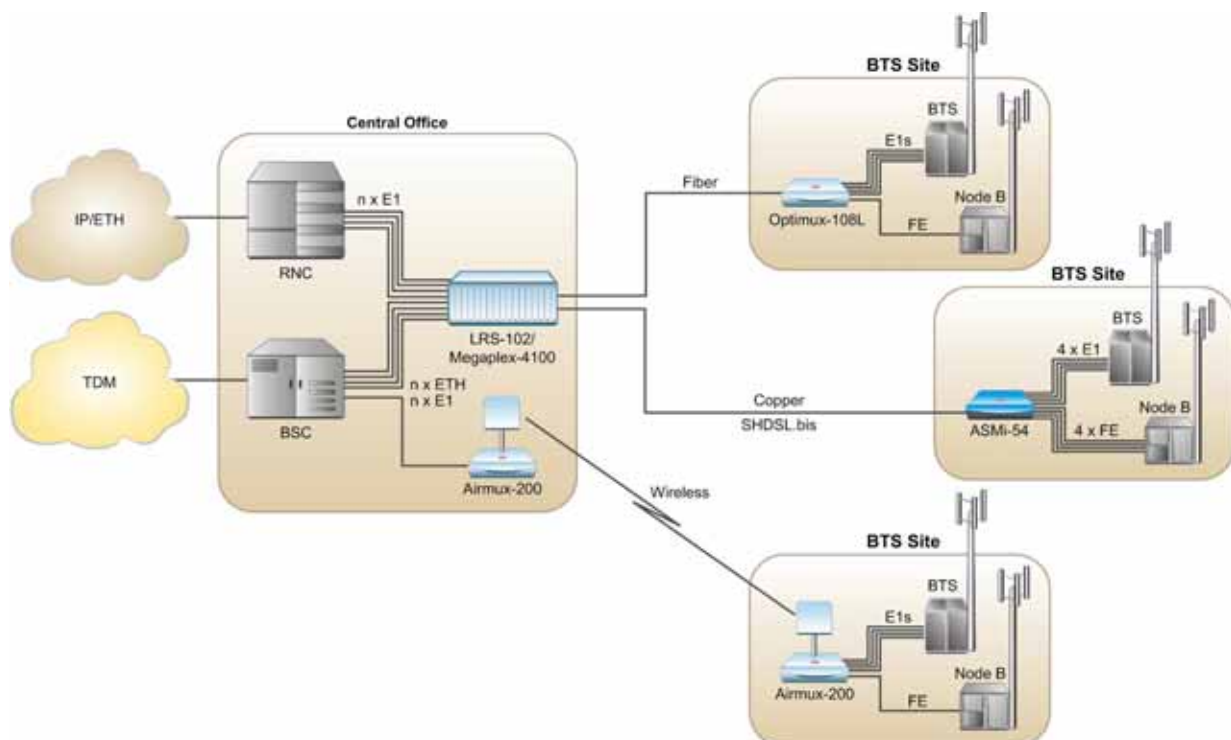 IP/ETH
TDM
Central Office
n x E1
RNC
LRS-102/
Megaplex-4100
n x ETH
n x E1
BSC
Airmux-200
Fiber
Copper
SHDSL.bis
Wireless
BTS Site
BTS
E1s
Optimux-108L
Node B
FE
BTS Site
BTS
4 x E1
ASMi-54
Node B
4 x FE
BTS Site
BTS
E1s
Airmux-200
Node B
FE